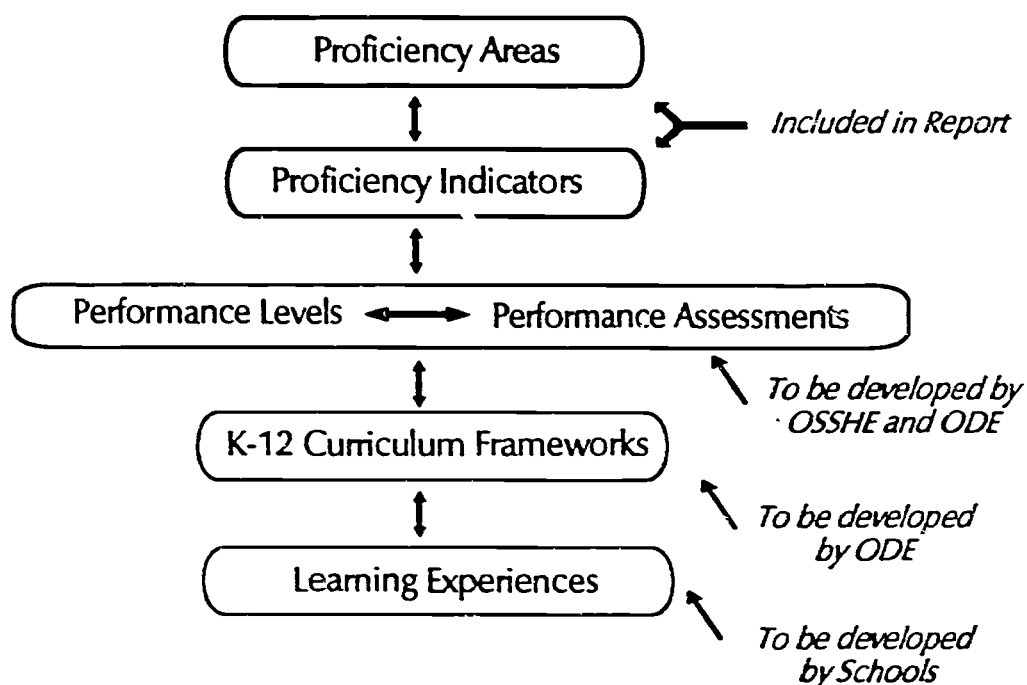 Proficiency Areas
Included in Report
Proficiency Indicators
Performance Levels
Performance Assessments
To be developed by
OSSHE and ODE
K-12 Curriculum Frameworks
To be developed
by ODE
Learning Experiences
To be developed
by Schools